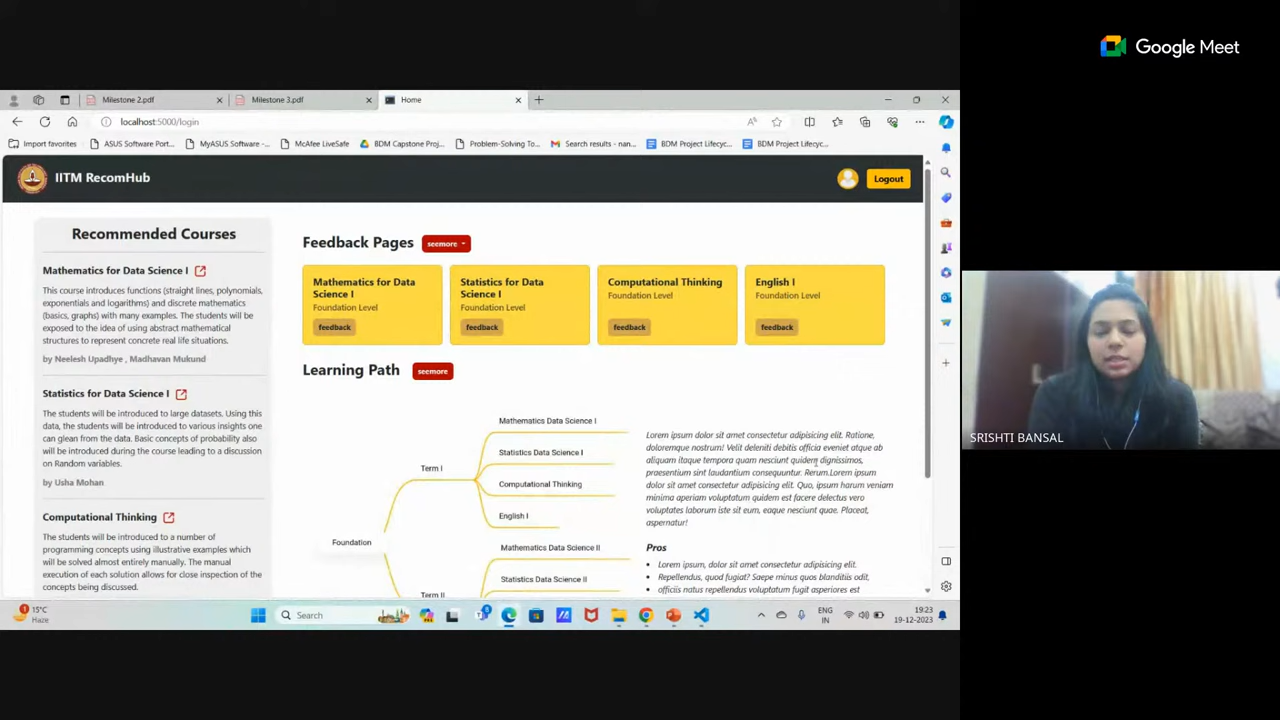 Google Meet
Milestone 2.pdf
Milestone 3.pdf
Home
localhost:5000/login
Import favorites
ASUS Software Port...
MyASUS Software -...
McAfee LiveSafe
BDM Capstone Proj...
Problem-Solving To...
Search results - nan...
BDM Project Lifecyc...
BDM Project Lifecyc...
IITM RecomHub
Logout
Recommended Courses
Mathematics for Data Science I
This course introduces functions (straight lines, polynomials,
exponentials and logarithms) and discrete mathematics
(basics, graphs) with many examples. The students will be
exposed to the idea of using abstract mathematical
structures to represent concrete real life situations.
by Neelesh Upadhye , Madhavan Mukund
Statistics for Data Science I
The students will be introduced to large datasets. Using this
data, the students will be introduced to various insights one
can glean from the data. Basic concepts of probability also
will be introduced during the course leading to a discussion
on Random variables.
by Usha Mohan
Computational Thinking
The students will be introduced to a number of
programming concepts using illustrative examples which
will be solved almost entirely manually. The manual
execution of each solution allows for close inspection of the
concepts being discussed.
Feedback Pages
seemore
Mathematics for Data
Science I
Foundation Level
feedback
Statistics for Data
Science I
Foundation Level
feedback
Computational Thinking
Foundation Level
feedback
English I
Foundation Level
feedback
Learning Path
seemore
Foundation
Term I
Mathematics Data Science I
Statistics Data Science I
Computational Thinking
English I
Term II
Mathematics Data Science II
Statistics Data Science II
Lorem ipsum dolor sit amet consectetur adipisicing elit. Ratione,
doloremque nostrum! Velit deleniti debitis officia eveniet atque ab
aliquam itaque tempora quam nesciunt quidem dignissimos,
praesentium sint laudantium consequuntur. Rerum.Lorem ipsum
dolor sit amet consectetur adipisicing elit. Quo, ipsum harum veniam
minima aperiam voluptatum quidem est facere delectus vero
voluptates laborum iste sit eum, eaque nesciunt quae. Placeat,
aspernatur!
Pros
Lorem ipsum, dolor sit amet consectetur adipisicing elit.
Repellendus, quod fugiat? Saepe minus quos blanditiis odit,
officiis natus repellendus voluptatum fugit asperiores est
SRISHTI BANSAL
15°C
Haze
Search
ENG
IN
19:23
19-12-2023